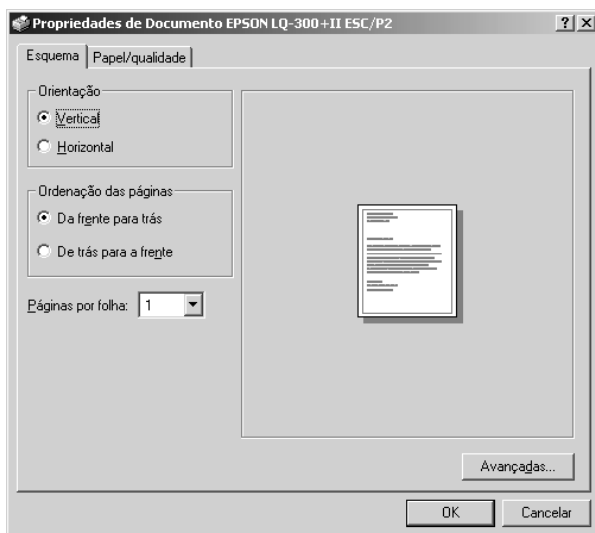 Propriedades de Documento EPSON LQ-300+II ESC/P2
Esquema
Papel/qualidade
Orientação
Vertical
Horizontal
Ordenação das páginas
Da frente para trás
De trás para a frente
Páginas por folha: 1
Avançadas...
OK
Cancelar